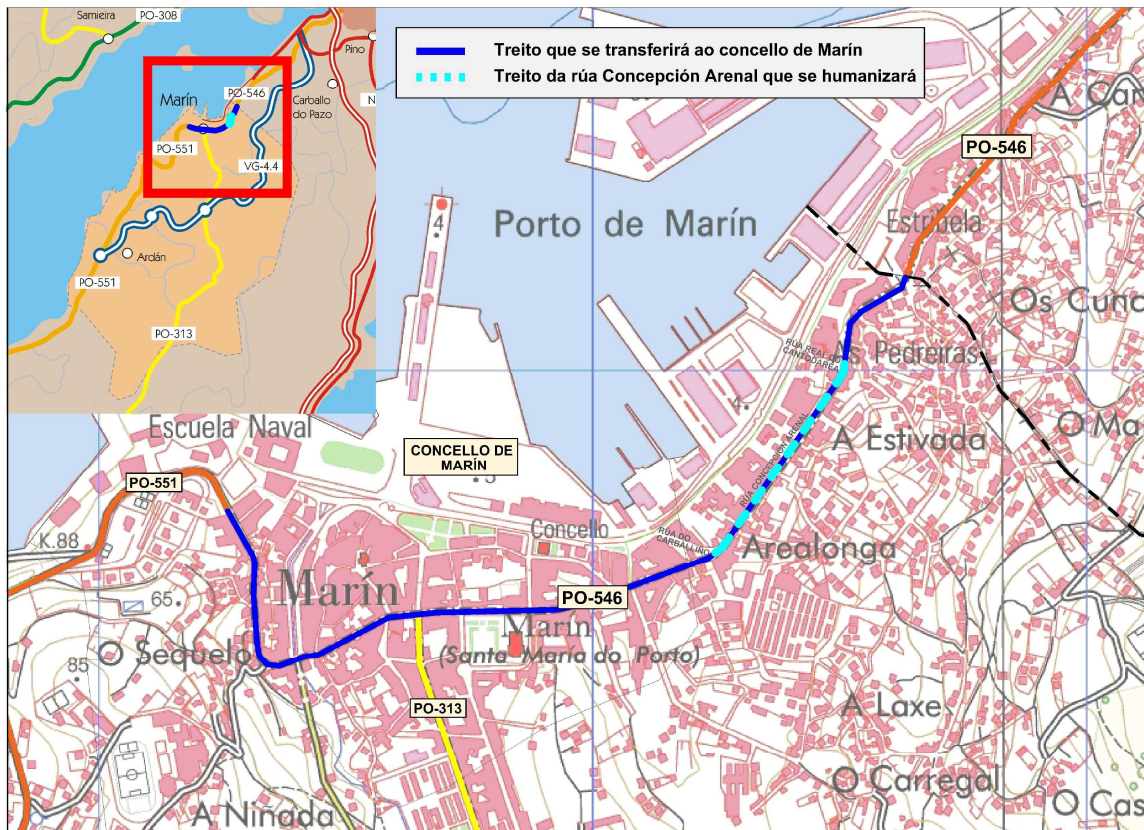 Samieira
PO-308
Pino
Marín
PO-546
Carballo
do Pazo
N
PO-551
VG-4.4
Ardán
PO-551
PO-313
Treito que se transferirá ao concello de Marín
Treito da rúa Concepción Arenal que se humanizará
A Cañ
PO-546
4
Porto de Marín
Estribela
Os Cund
RÚA REAL DE
CANTODAREA
As Pedreiras
4
O Ma
Escuela Naval
A Estivada
CONCELLO DE
MARÍN
3
RÚA CONCEPCIÓN ARENAL
PO-551
K.88
Concello
RÚA DO
CARBALLIÑO
Arealonga
Marín
65
PO-546
Marín
(Santa María do Porto)
O Sequelo
85
PO-313
A Laxe
O Carregal
A Niñada
O Cas